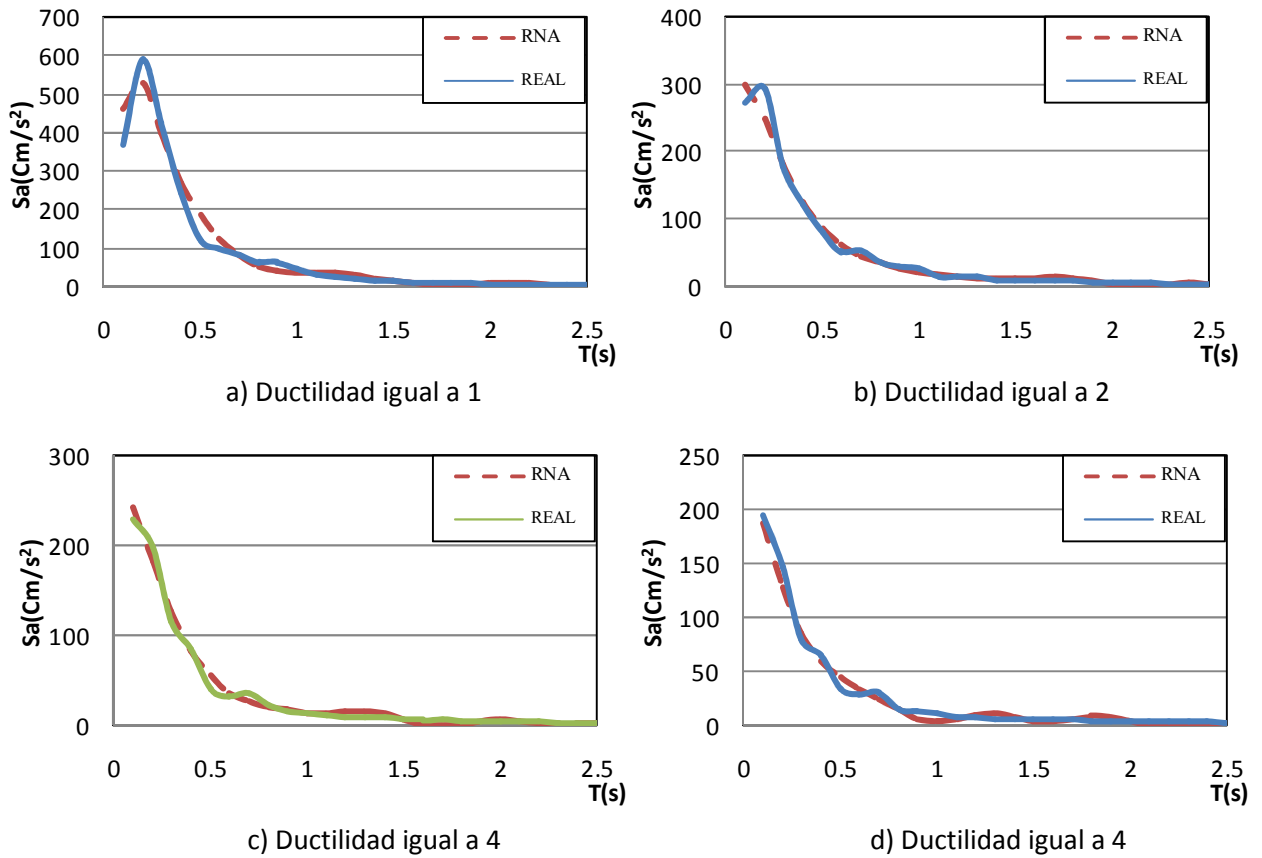 700
600
500
400
300
200
100
0
Sa(Cm/s²)
RNA
REAL
0 0.5 1 1.5 2 2.5
T(s)
a) Ductilidad igual a 1
400
300
200
100
0
Sa(Cm/s²)
RNA
REAL
0 0.5 1 1.5 2 2.5
T(s)
b) Ductilidad igual a 2
300
200
100
0
Sa(Cm/s²)
RNA
REAL
0 0.5 1 1.5 2 2.5
T(s)
c) Ductilidad igual a 4
250
200
150
100
50
0
Sa(Cm/s²)
RNA
REAL
0 0.5 1 1.5 2 2.5
T(s)
d) Ductilidad igual a 4